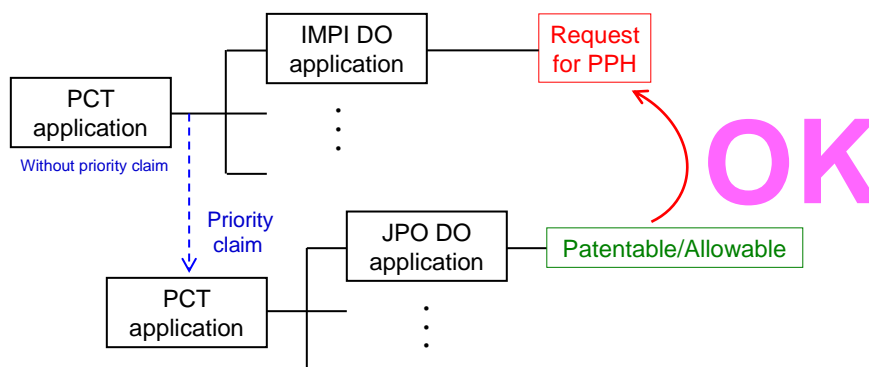 IMPI DO
application
Request
for PPH
PCT
application
Without priority claim
OK
Priority
claim
JPO DO
application
Patentable/Allowable
PCT
application